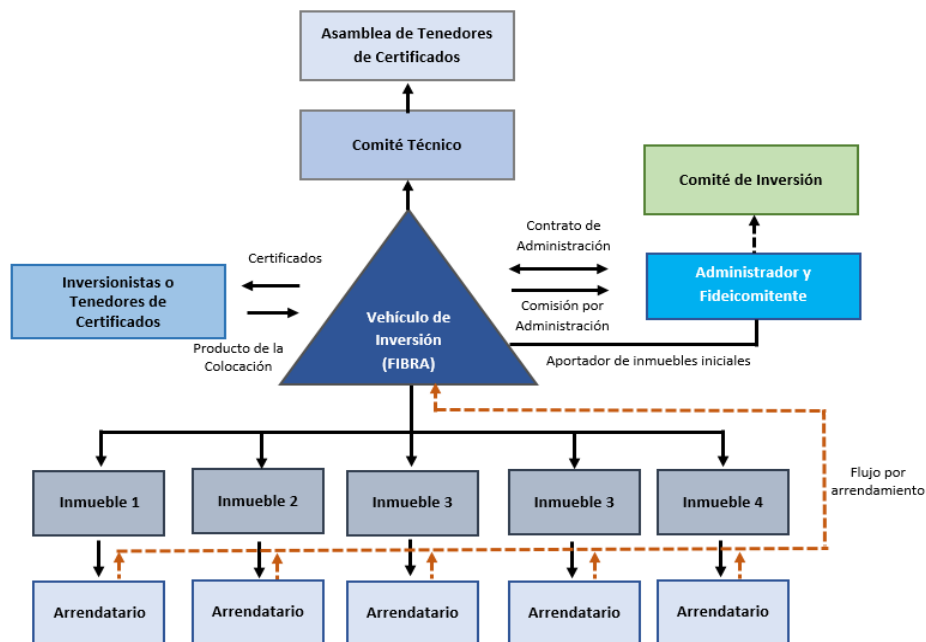 Asamblea de Tenedores
de Certificados
Comité Técnico
Comité de Inversión
Contrato de
Administración
Certificados
Inversionistas o
Tenedores de
Certificados
Administrador y
Fideicomitente
Vehículo de
Inversión
(FIBRA)
Comisión por
Administración
Producto de la
Colocación
Aportador de inmuebles iniciales
Flujo por
arrendamiento
Inmueble 1
Inmueble 2
Inmueble 3
Inmueble 3
Inmueble 4
Arrendatario
Arrendatario
Arrendatario
Arrendatario
Arrendatario